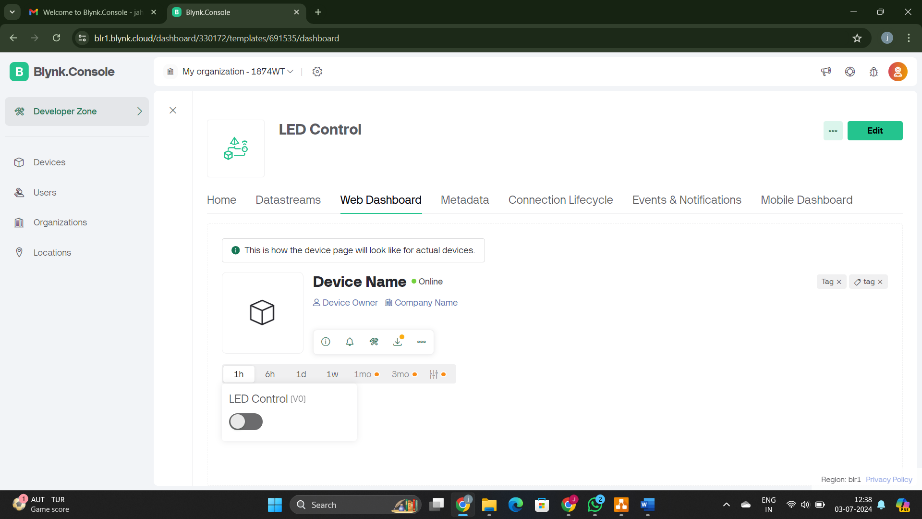 Welcome to Blynk.Console - jaf
Blynk.Console
blr1.blynk.cloud/dashboard/330172/templates/691535/dashboard
B Blynk.Console
My organization - 1874WT
Developer Zone
Devices
Users
Organizations
Locations
LED Control
Edit
Home Datastreams Web Dashboard Metadata Connection Lifecycle Events & Notifications Mobile Dashboard
This is how the device page will look like for actual devices.
Device Name Online
Tag tag
Device Owner Company Name
1h 6h 1d 1w 1mo 3mo
LED Control (V0)
Region: blr1 Privacy Policy
AUT TUR
Game score
Search
ENG
IN
12:38
03-07-2024